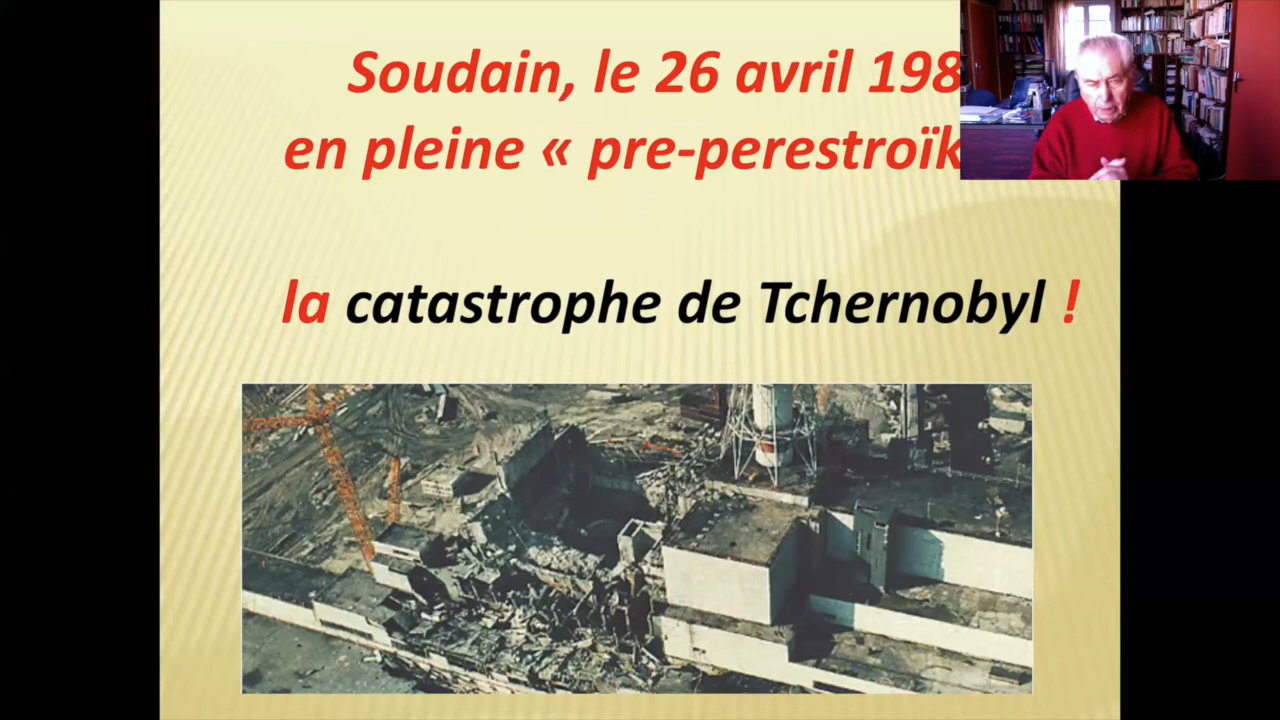 Soudain, le 26 avril 198
en pleine « pre-perestroïk
la catastrophe de Tchernobyl !